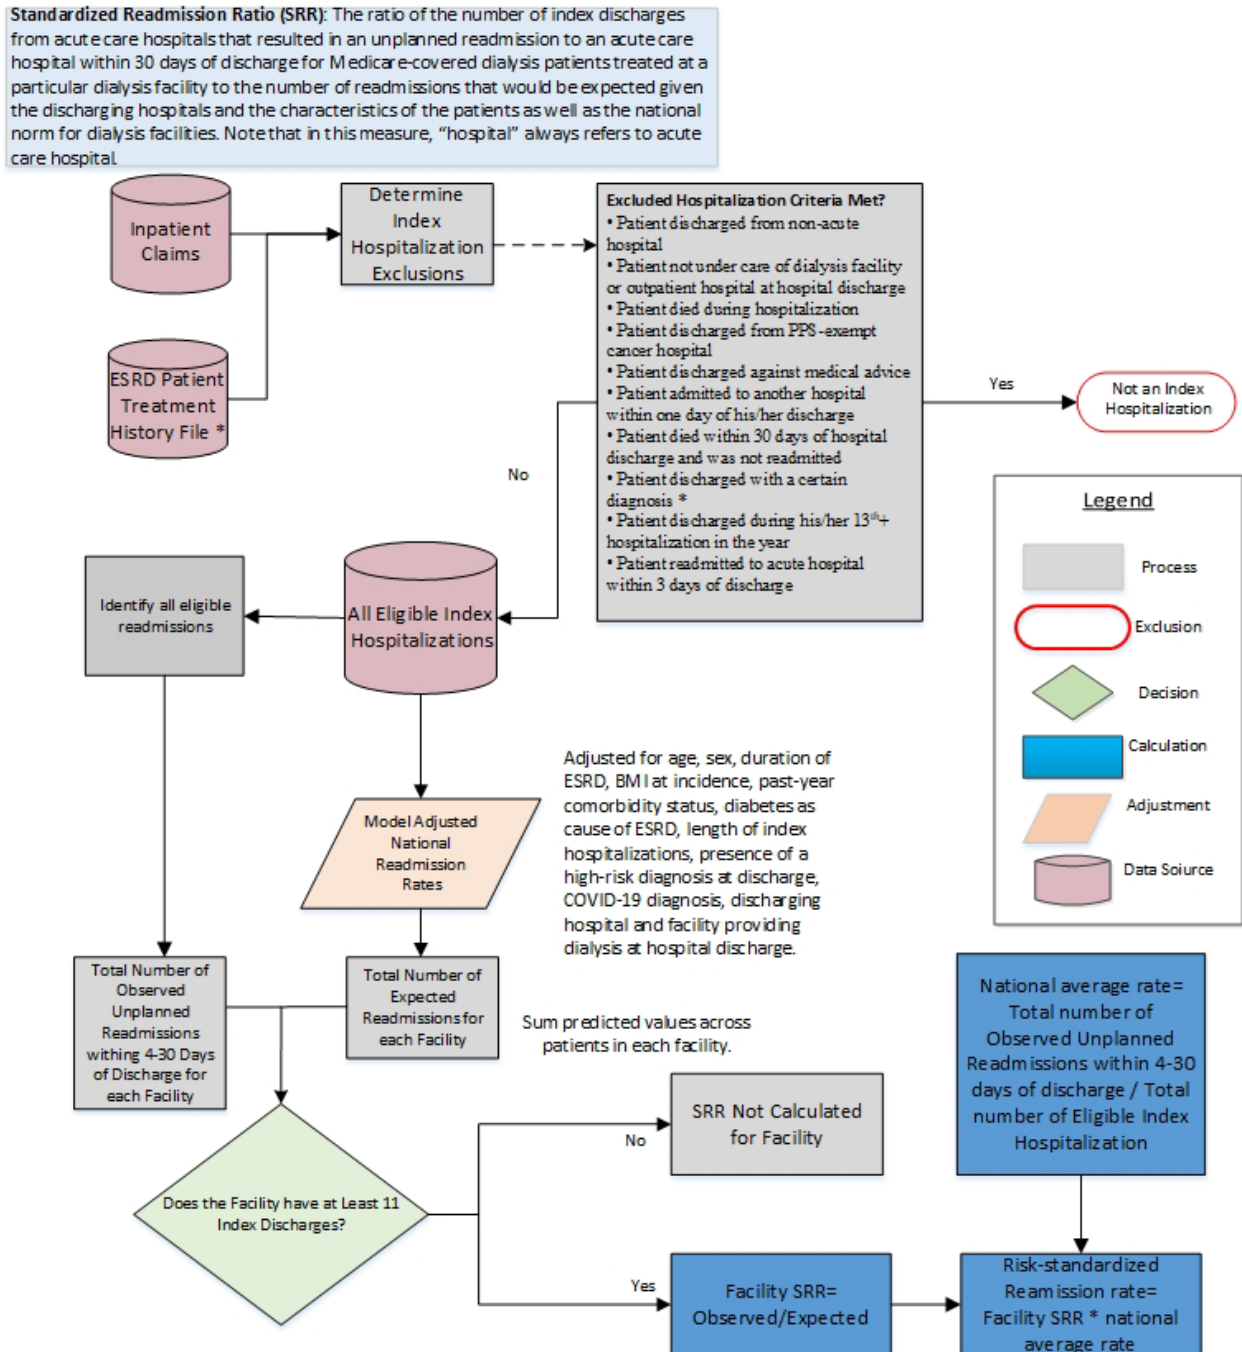 Standardized Readmission Ratio (SRR): The ratio of the number of index discharges
from acute care hospitals that resulted in an unplanned readmission to an acute care
hospital within 30 days of discharge for Medicare-covered dialysis patients treated at a
particular dialysis facility to the number of readmissions that would be expected given
the discharging hospitals and the characteristics of the patients as well as the national
norm for dialysis facilities. Note that in this measure, “hospital” always refers to acute
care hospital.
Inpatient
Claims
Determine
Index
Hospitalization
Exclusions
ESRD Patient
Treatment
History File *
Excluded Hospitalization Criteria Met?
• Patient discharged from non-acute
hospital
• Patient not under care of dialysis facility
or outpatient hospital at hospital discharge
• Patient died during hospitalization
• Patient discharged from PPS-exempt
cancer hospital
• Patient discharged against medical advice
• Patient admitted to another hospital
within one day of his/her discharge
• Patient died within 30 days of hospital
discharge and was not readmitted
• Patient discharged with a certain
diagnosis *
• Patient discharged during his/her 13th+
hospitalization in the year
• Patient readmitted to acute hospital
within 3 days of discharge
Yes
Not an Index
Hospitalization
No
All Eligible Index
Hospitalizations
Identify all eligible
readmissions
Legend
Process
Exclusion
Decision
Calculation
Adjustment
Data Soiurce
Model Adjusted
National
Readmission
Rates
Adjusted for age, sex, duration of
ESRD, BMI at incidence, past-year
comorbidity status, diabetes as
cause of ESRD, length of index
hospitalizations, presence of a
high-risk diagnosis at discharge,
COVID-19 diagnosis, discharging
hospital and facility providing
dialysis at hospital discharge.
Total Number of
Observed
Unplanned
Readmissions
withing 4-30 Days
of Discharge for
each Facility
Total Number of
Expected
Readmissions for
each Facility
Sum predicted values across
patients in each facility.
National average rate=
Total number of
Observed Unplanned
Readmissions within 4-30
days of discharge / Total
number of Eligible Index
Hospitalization
Does the Facility have at Least 11
Index Discharges?
No
SRR Not Calculated
for Facility
Yes
Facility SRR=
Observed/Expected
Risk-standardized
Reamission rate=
Facility SRR * national
average rate